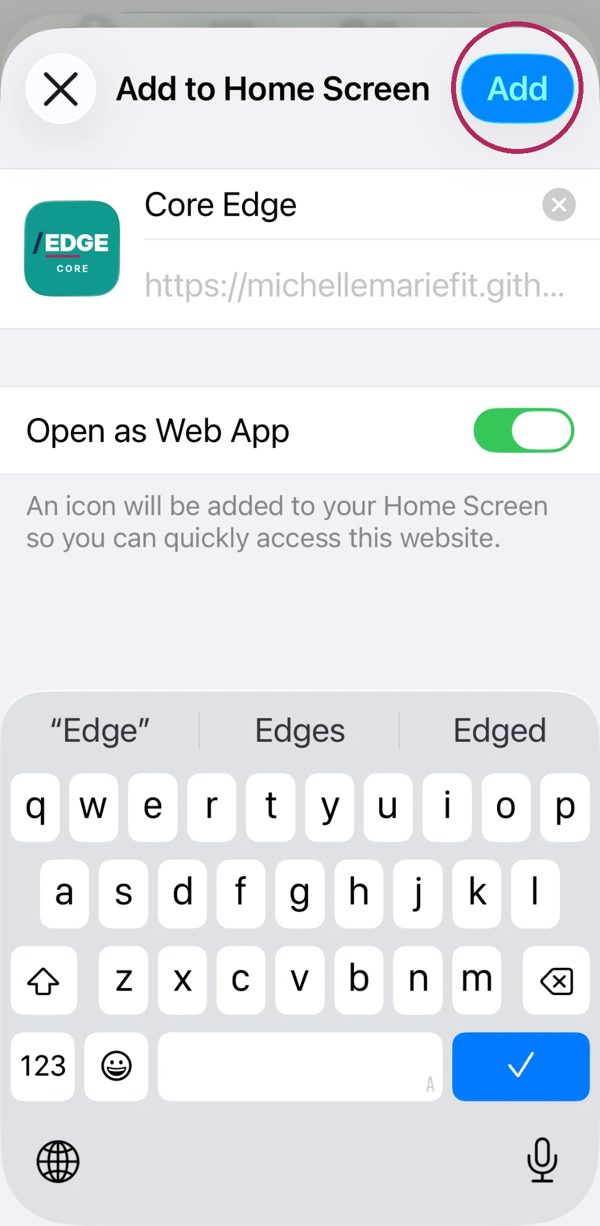 Add to Home Screen
Add
Core Edge
/EDGE
CORE
https://michellemariefit.gith...
Open as Web App
An icon will be added to your Home Screen
so you can quickly access this website.
“Edge” Edges Edged
q w e r t y u i o p
a s d f g h j k l
z x c v b n m
123
A